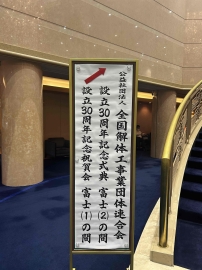 公益社団法人 全国解体工事業団体連合会
設立30周年記念式典 富士(2)の間
設立30周年記念祝賀会 富士(1)の間